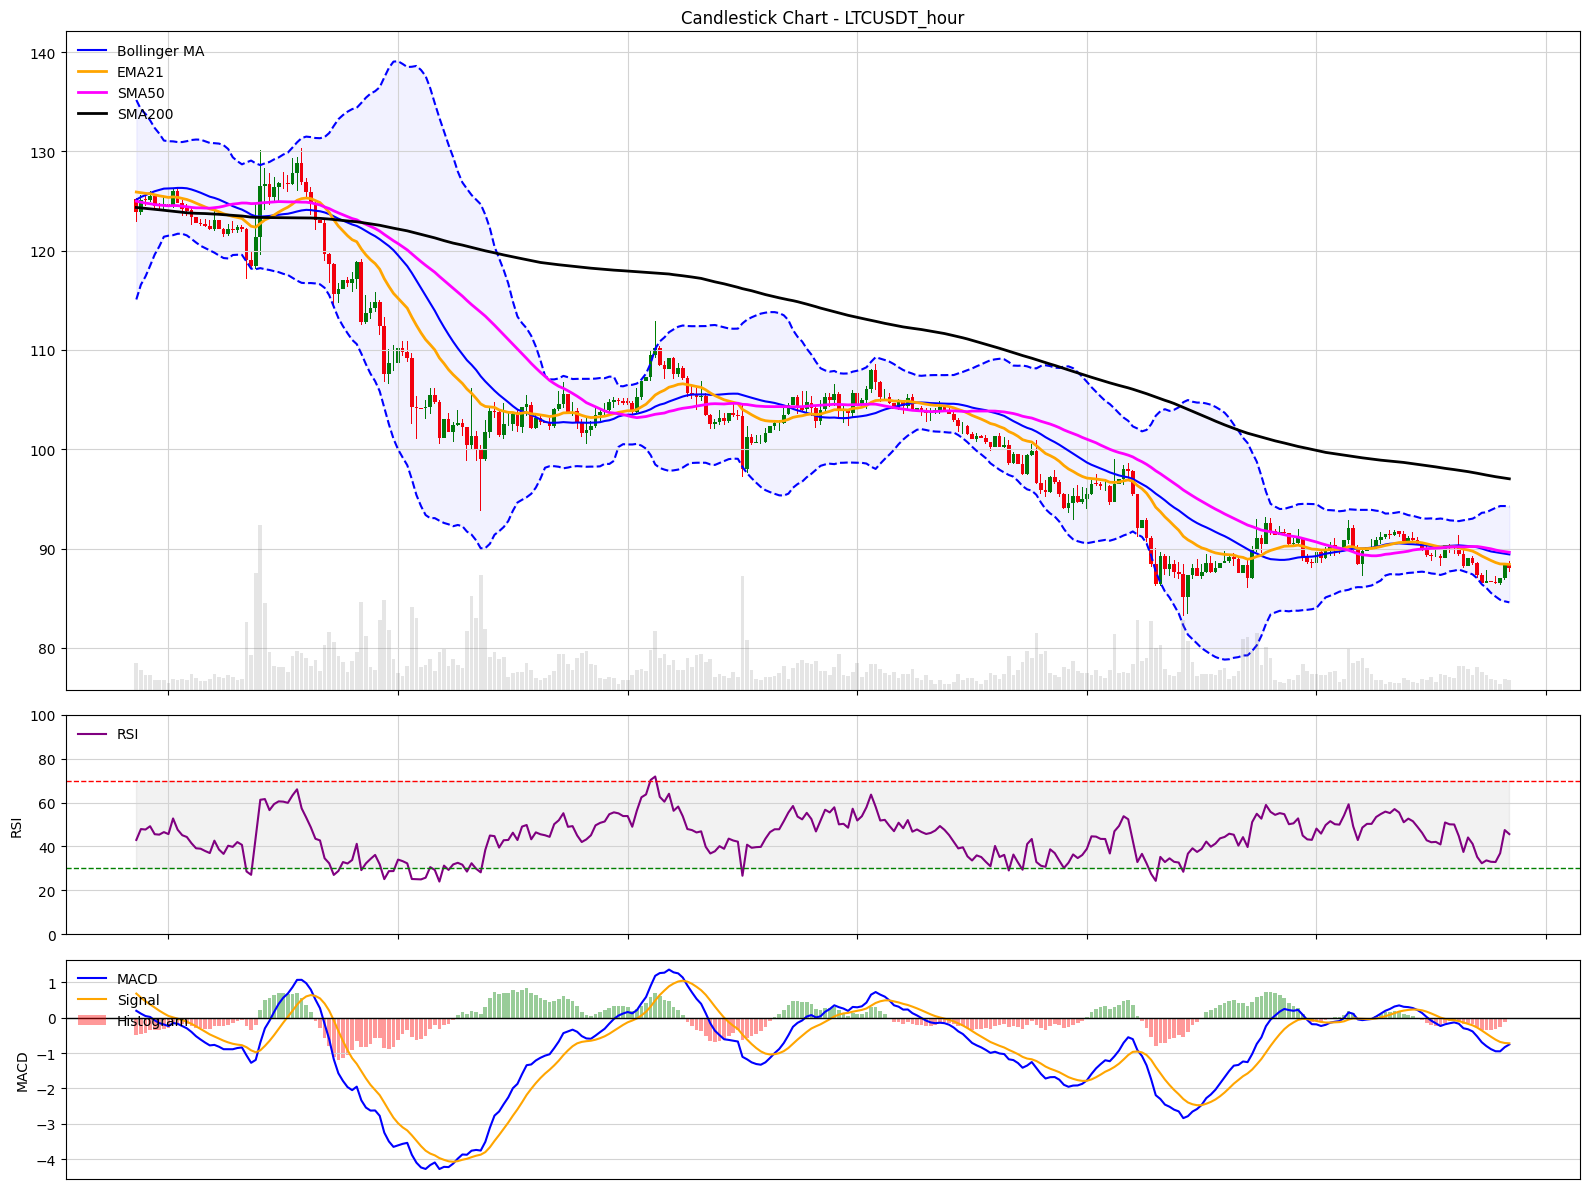 Candlestick Chart - LTCUSDT_hour
Bollinger MA
EMA21
SMA50
SMA200
140
130
120
110
100
90
80
RSI
RSI
100
80
60
40
20
0
MACD
Signal
Histogram
MACD
1
0
−1
−2
−3
−4